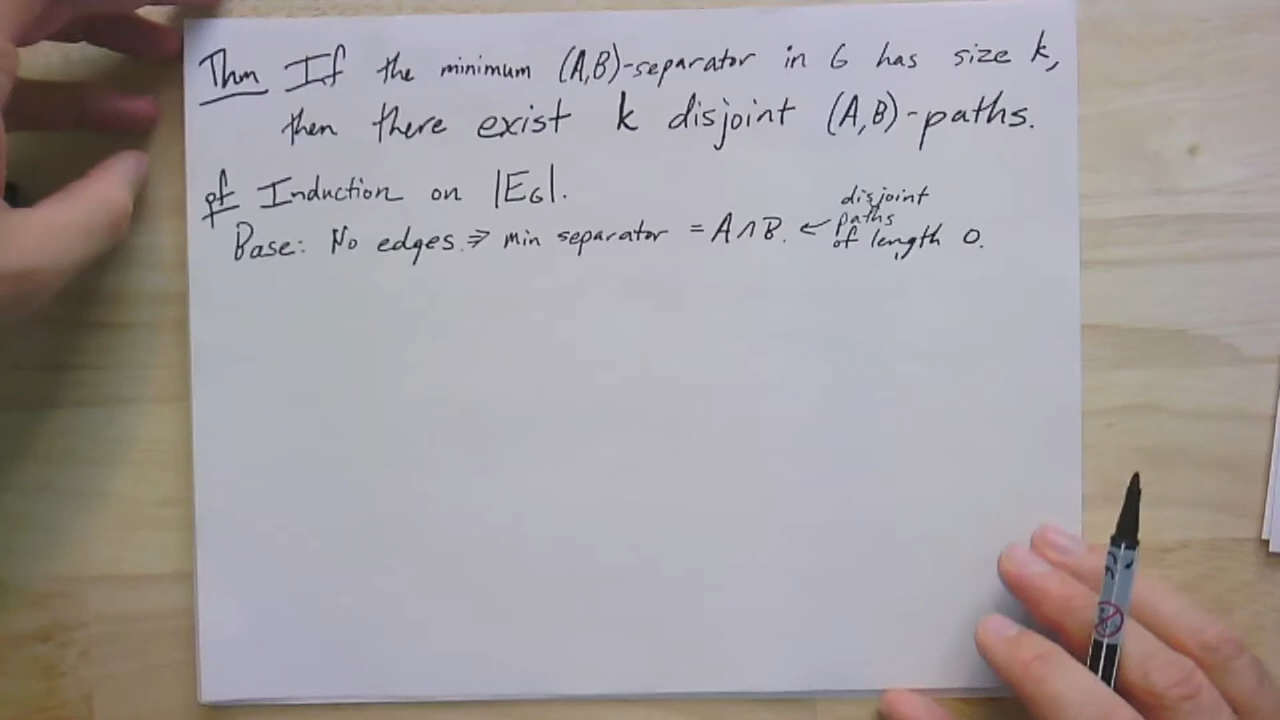 Thm If the minimum (A,B)-separator in G has size k,
then there exist k disjoint (A,B)-paths.
pf Induction on |E_G|.
Base: No edges. ⇒ min separator = A∩B. ← disjoint
paths
of length 0.